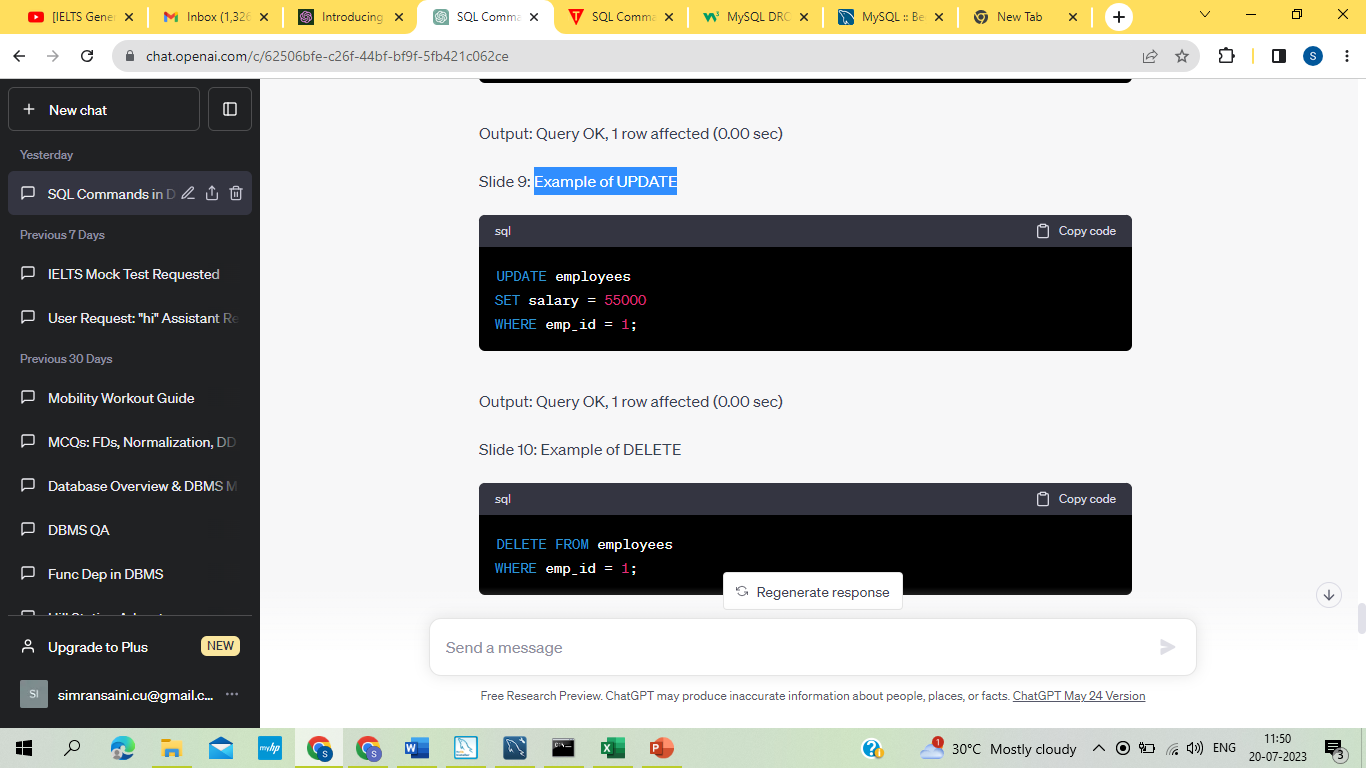 [IELTS Gener
Inbox (1,326
Introducing
SQL Comma
SQL Comma
MySQL DRO
MySQL :: Be
New Tab
chat.openai.com/c/62506bfe-c26f-44bf-bf9f-5fb421c062ce
S
New chat
Yesterday
SQL Commands in D
Previous 7 Days
IELTS Mock Test Requested
User Request: "hi" Assistant Re
Previous 30 Days
Mobility Workout Guide
MCQs: FDs, Normalization, DD
Database Overview & DBMS M
DBMS QA
Func Dep in DBMS
Upgrade to Plus
NEW
SI
simransaini.cu@gmail.c...
Output: Query OK, 1 row affected (0.00 sec)
Slide 9: Example of UPDATE
sql
Copy code
UPDATE employees
SET salary = 55000
WHERE emp_id = 1;
Output: Query OK, 1 row affected (0.00 sec)
Slide 10: Example of DELETE
sql
Copy code
DELETE FROM employees
WHERE emp_id = 1;
Regenerate response
Send a message
Free Research Preview. ChatGPT may produce inaccurate information about people, places, or facts. ChatGPT May 24 Version
30°C Mostly cloudy
ENG
11:50
20-07-2023
3